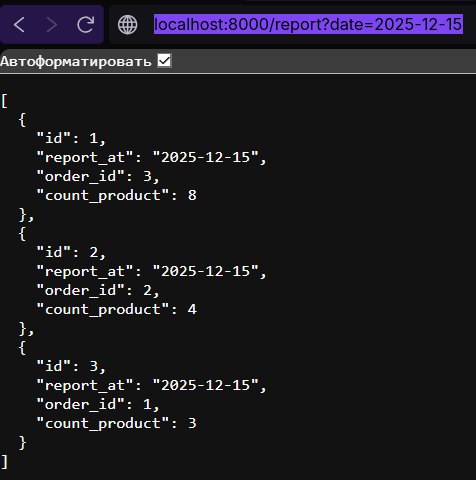 localhost:8000/report?date=2025-12-15
Автоформатировать
[
  {
    "id": 1,
    "report_at": "2025-12-15",
    "order_id": 3,
    "count_product": 8
  },
  {
    "id": 2,
    "report_at": "2025-12-15",
    "order_id": 2,
    "count_product": 4
  },
  {
    "id": 3,
    "report_at": "2025-12-15",
    "order_id": 1,
    "count_product": 3
  }
]